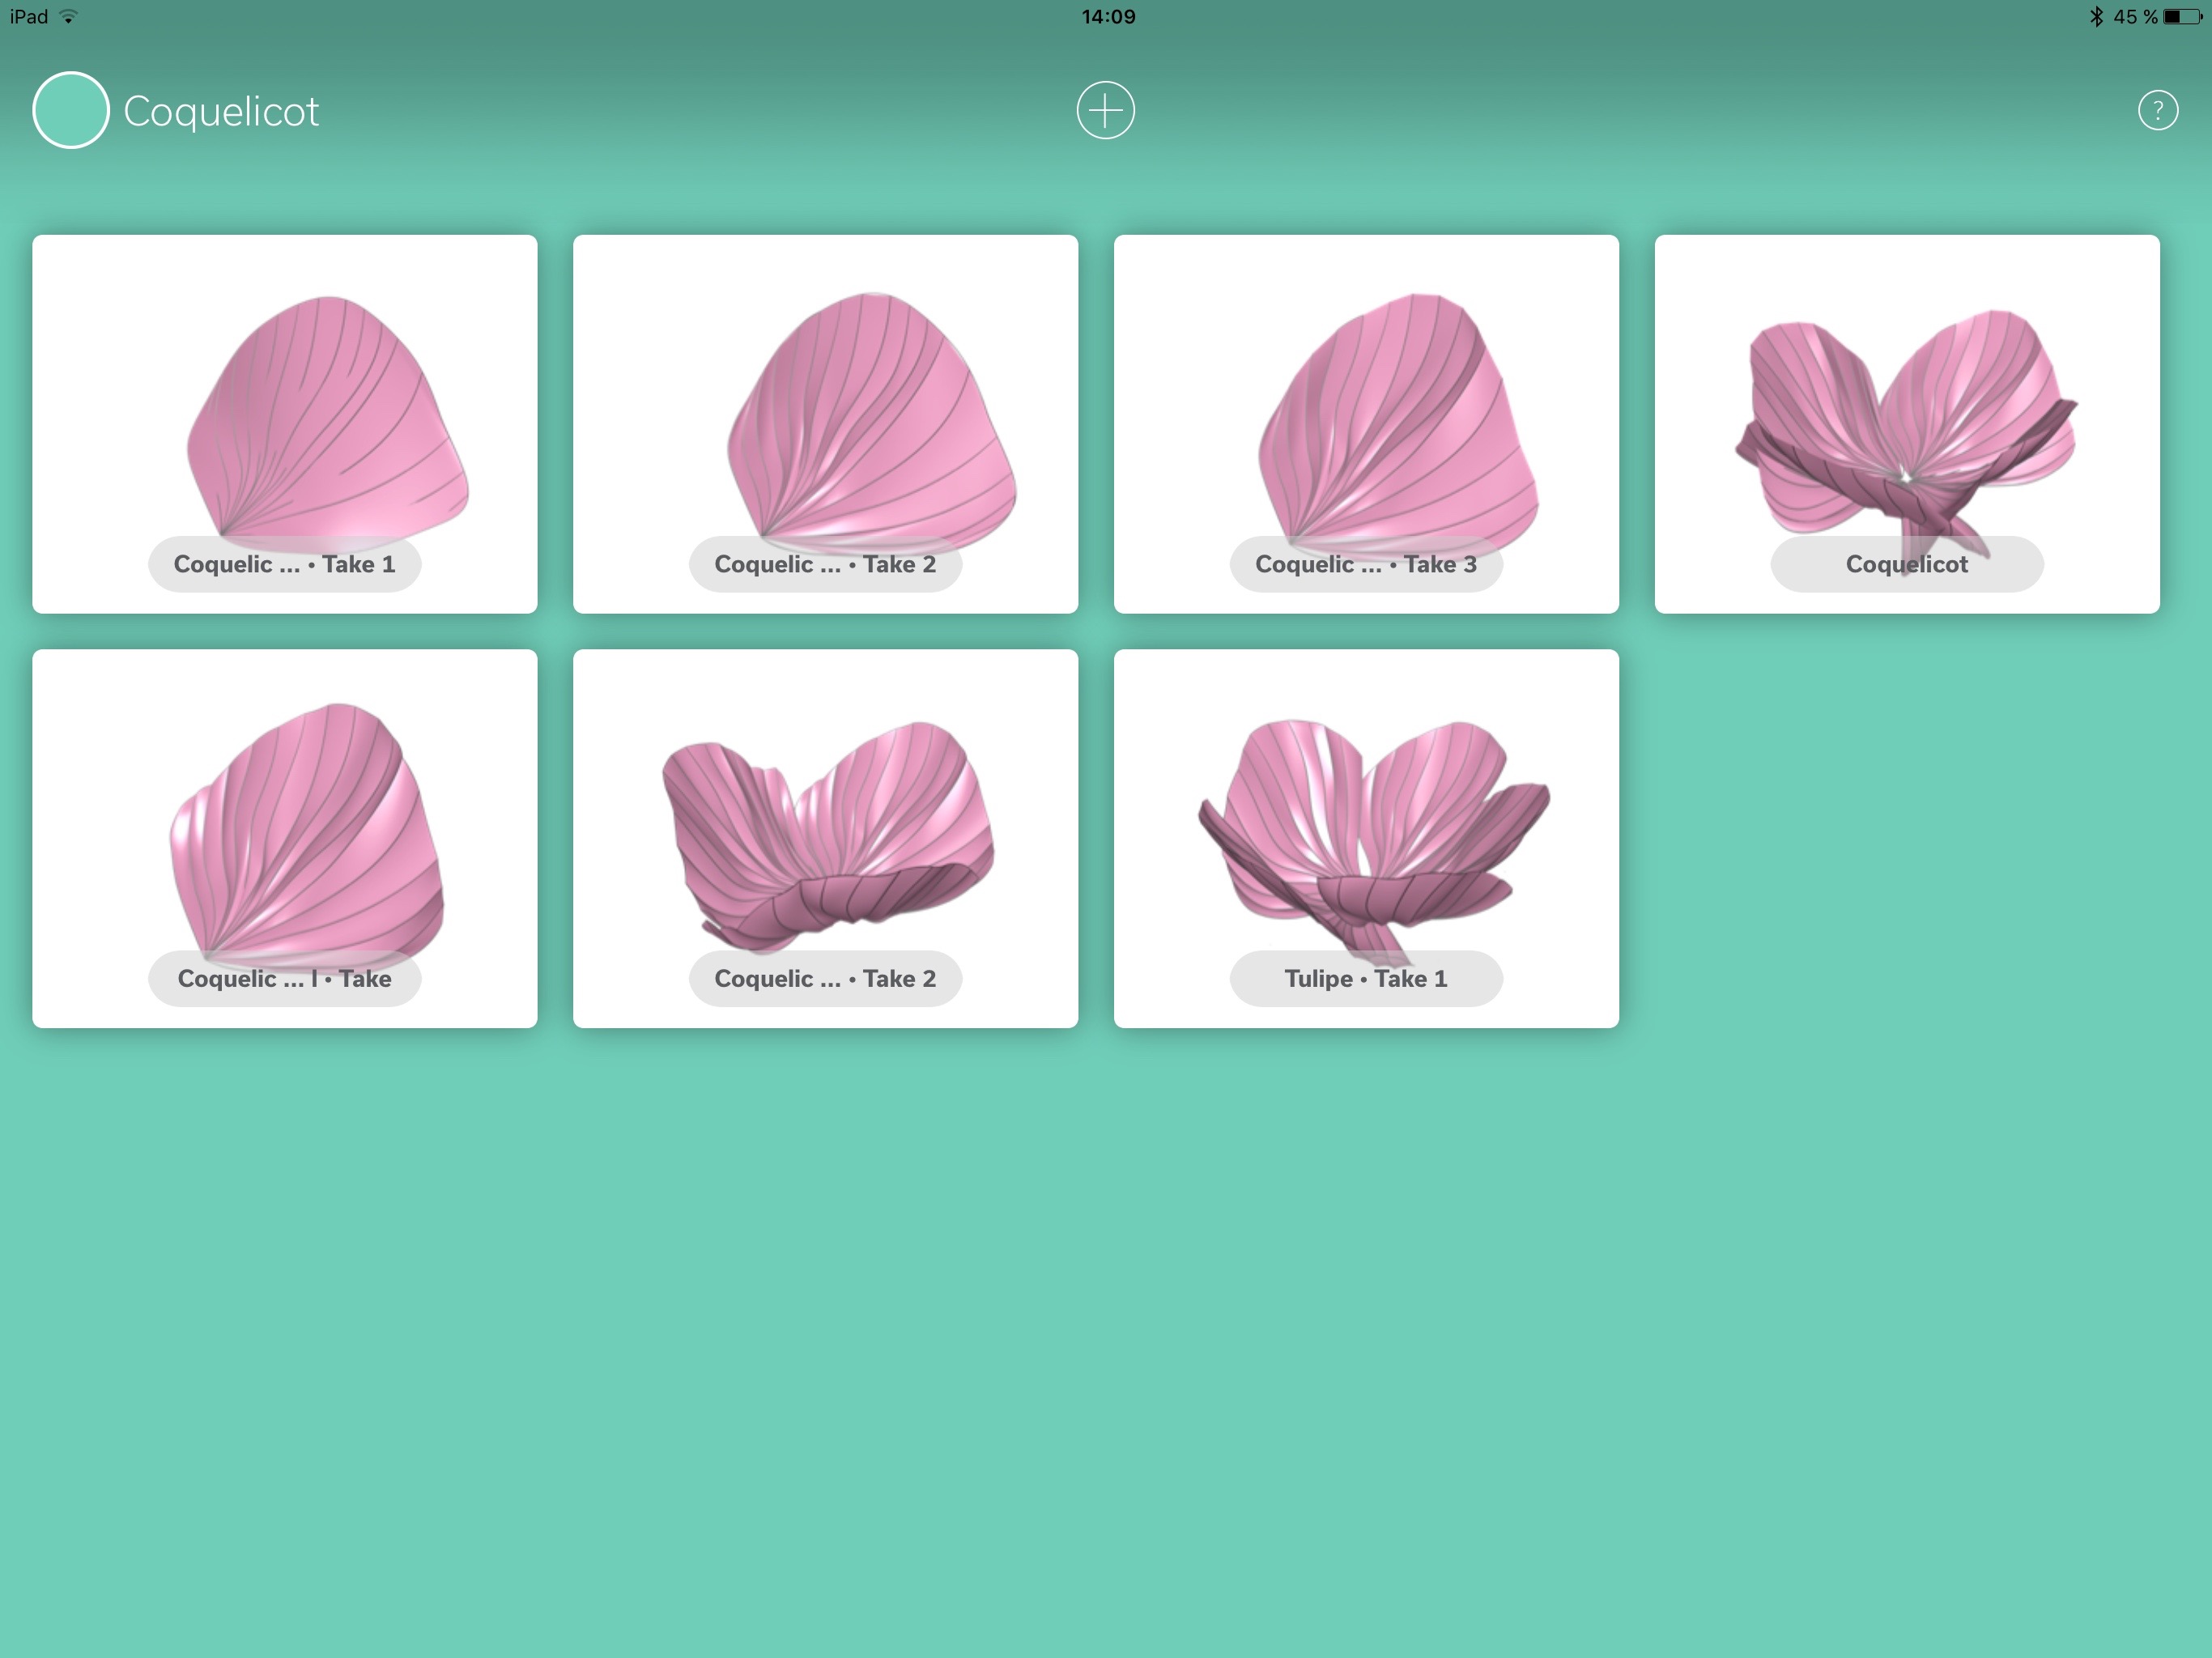 iPad 14:09 45 %
Coquelicot ?
Coquelic ... • Take 1
Coquelic ... • Take 2
Coquelic ... • Take 3
Coquelicot
Coquelic ... l • Take
Coquelic ... • Take 2
Tulipe • Take 1